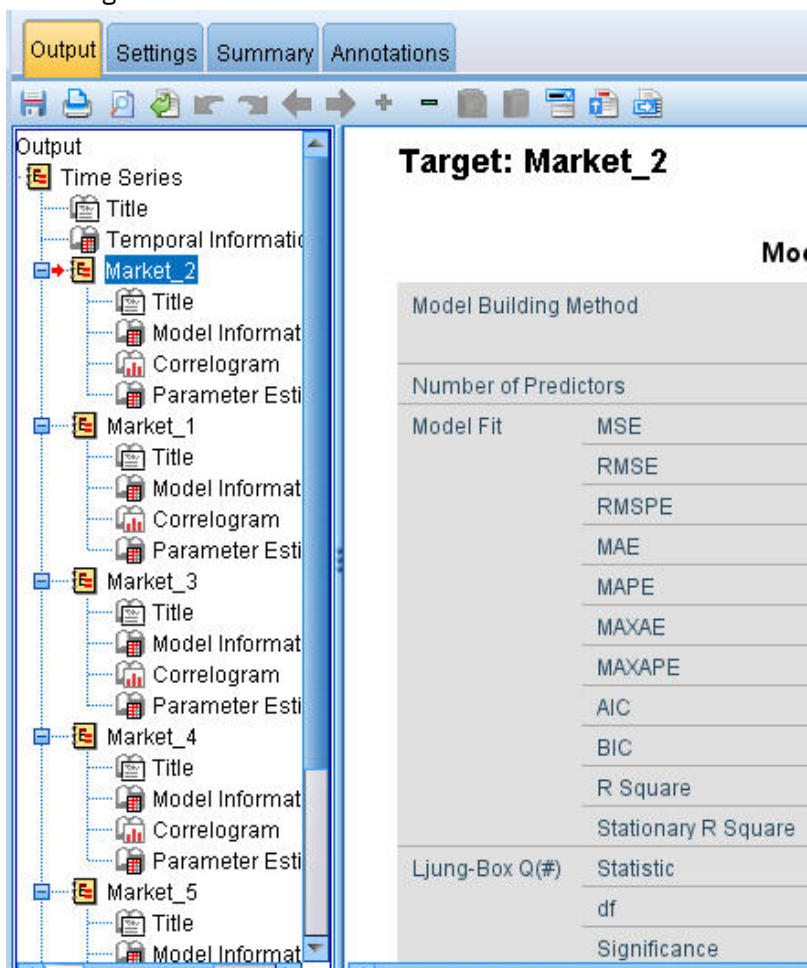 Output Settings Summary Annotations
Output
Time Series
Title
Temporal Informatic
Market_2
Title
Model Informat
Correlogram
Parameter Esti
Market_1
Title
Model Informat
Correlogram
Parameter Esti
Market_3
Title
Model Informat
Correlogram
Parameter Esti
Market_4
Title
Model Informat
Correlogram
Parameter Esti
Market_5
Title
Model Informat
Target: Market_2
Mod
Model Building Method
Number of Predictors
Model Fit MSE
RMSE
RMSPE
MAE
MAPE
MAXAE
MAXAPE
AIC
BIC
R Square
Stationary R Square
Ljung-Box Q(#) Statistic
df
Significance